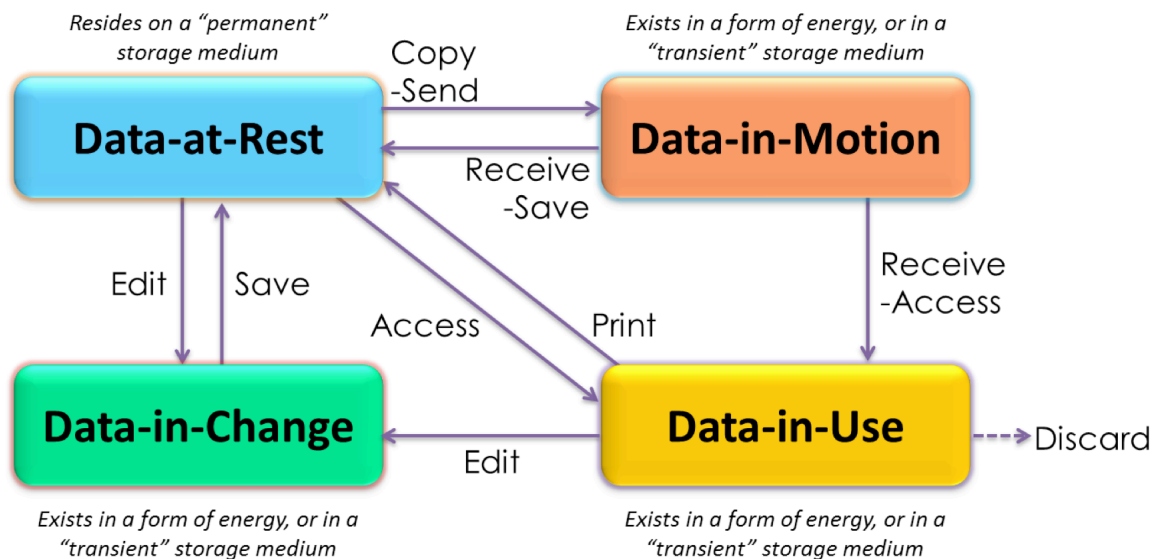 Resides on a “permanent”
storage medium
Exists in a form of energy, or in a
“transient” storage medium
Copy
-Send
Data-at-Rest
Data-in-Motion
Receive
-Save
Edit
Save
Access
Print
Receive
-Access
Data-in-Change
Data-in-Use
Edit
Discard
Exists in a form of energy, or in a
“transient” storage medium
Exists in a form of energy, or in a
“transient” storage medium